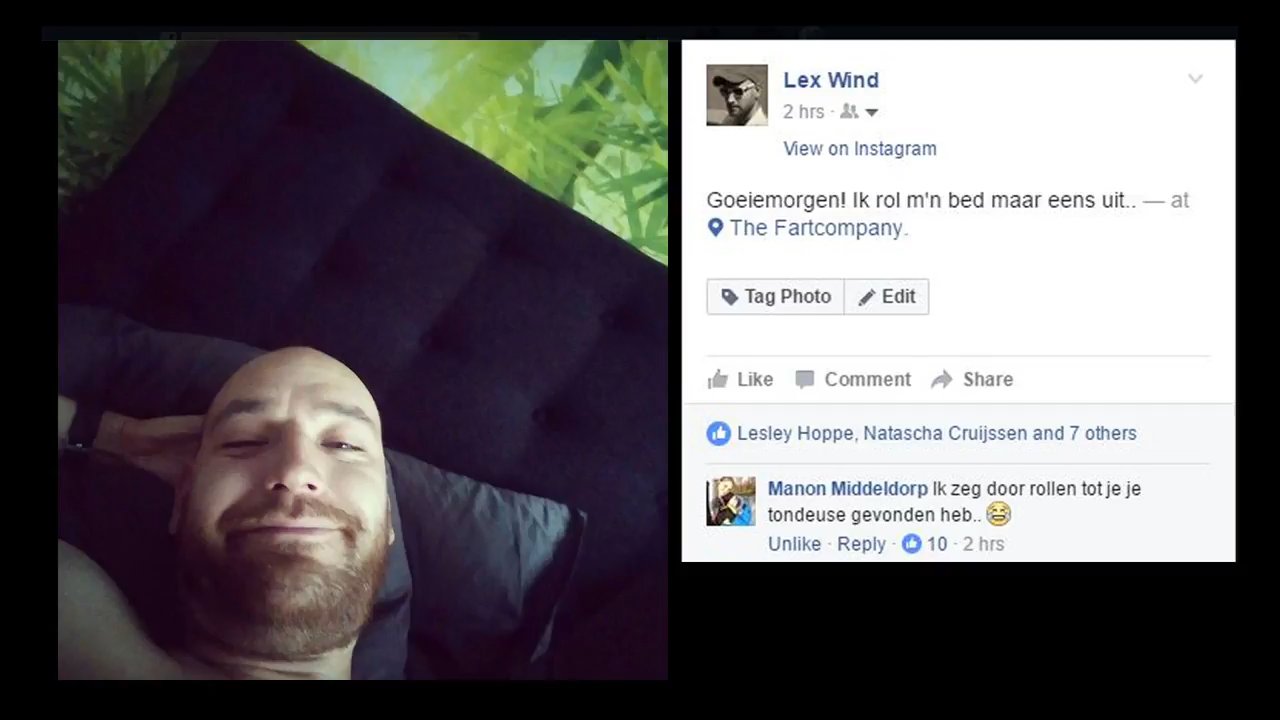 Lex Wind
2 hrs ·
View on Instagram
Goeiemorgen! Ik rol m'n bed maar eens uit.. — at
The Fartcompany.
Tag Photo Edit
Like Comment Share
Lesley Hoppe, Natascha Cruijssen and 7 others
Manon Middeldorp Ik zeg door rollen tot je je
tondeuse gevonden heb.. 😂
Unlike · Reply · 10 · 2 hrs